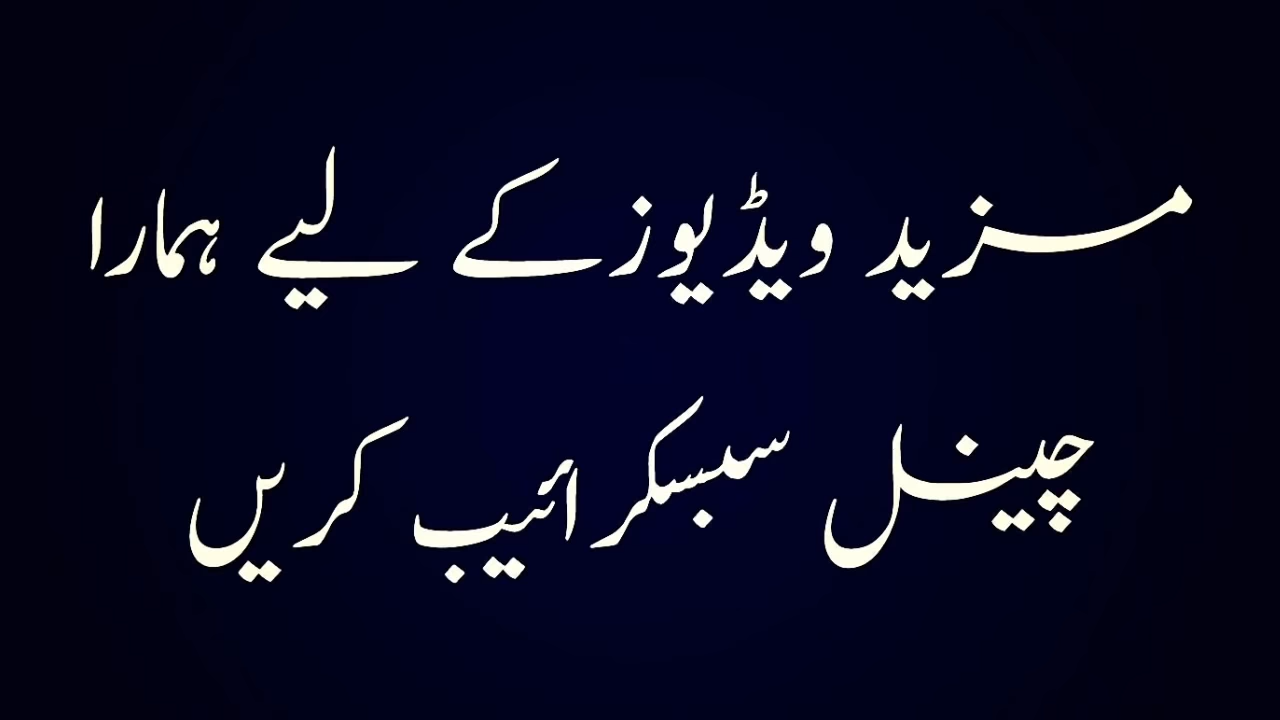 مزید ویڈیوز کے لیے ہمارا
چینل سبسکرائیب کریں